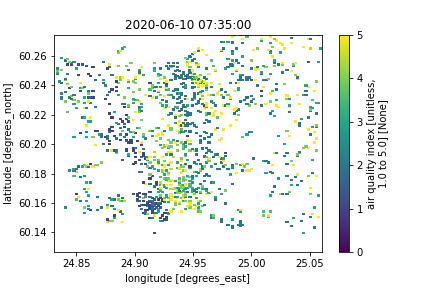 2020-06-10 07:35:00
60.26
60.24
60.22
60.20
60.18
60.16
60.14
latitude [degrees_north]
24.85 24.90 24.95 25.00 25.05
longitude [degrees_east]
5
4
3
2
1
0
air quality index [unitless,
1.0 to 5.0] [None]